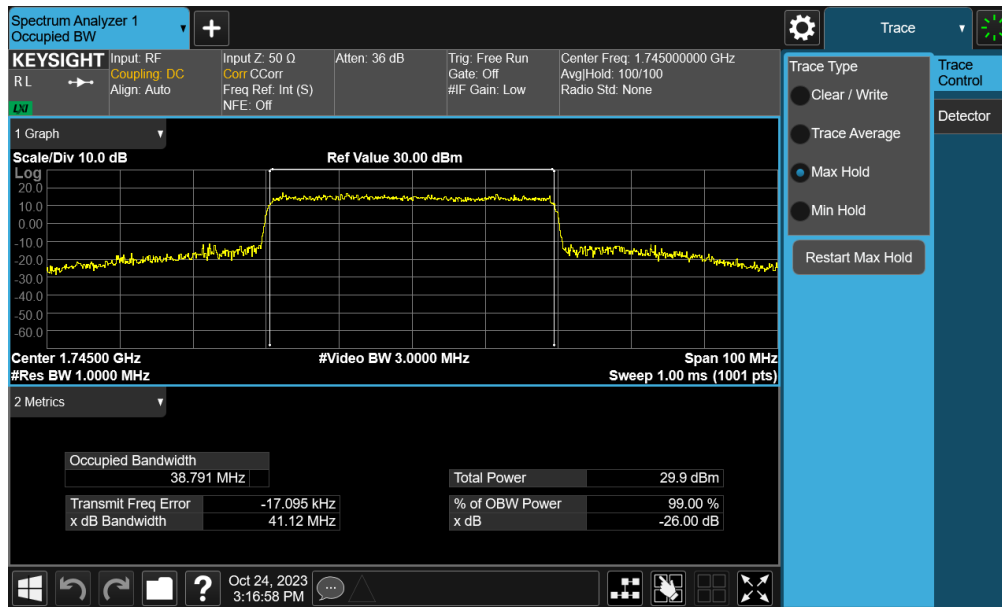 Spectrum Analyzer 1
Occupied BW
+
Trace
KEYSIGHT
R L
LXI
Input: RF
Coupling: DC
Align: Auto
Input Z: 50 Ω
Corr CCorr
Freq Ref: Int (S)
NFE: Off
Atten: 36 dB
Trig: Free Run
Gate: Off
#IF Gain: Low
Center Freq: 1.745000000 GHz
Avg|Hold: 100/100
Radio Std: None
Trace Type
Clear / Write
Trace Average
Max Hold
Min Hold
Restart Max Hold
Trace
Control
Detector
1 Graph
Scale/Div 10.0 dB
Ref Value 30.00 dBm
Log
20.0
10.0
0.00
-10.0
-20.0
-30.0
-40.0
-50.0
-60.0
Center 1.74500 GHz
#Video BW 3.0000 MHz
Span 100 MHz
#Res BW 1.0000 MHz
Sweep 1.00 ms (1001 pts)
2 Metrics
Occupied Bandwidth
38.791 MHz
Total Power 29.9 dBm
Transmit Freq Error -17.095 kHz
% of OBW Power 99.00 %
x dB Bandwidth 41.12 MHz
x dB -26.00 dB
?
Oct 24, 2023
3:16:58 PM